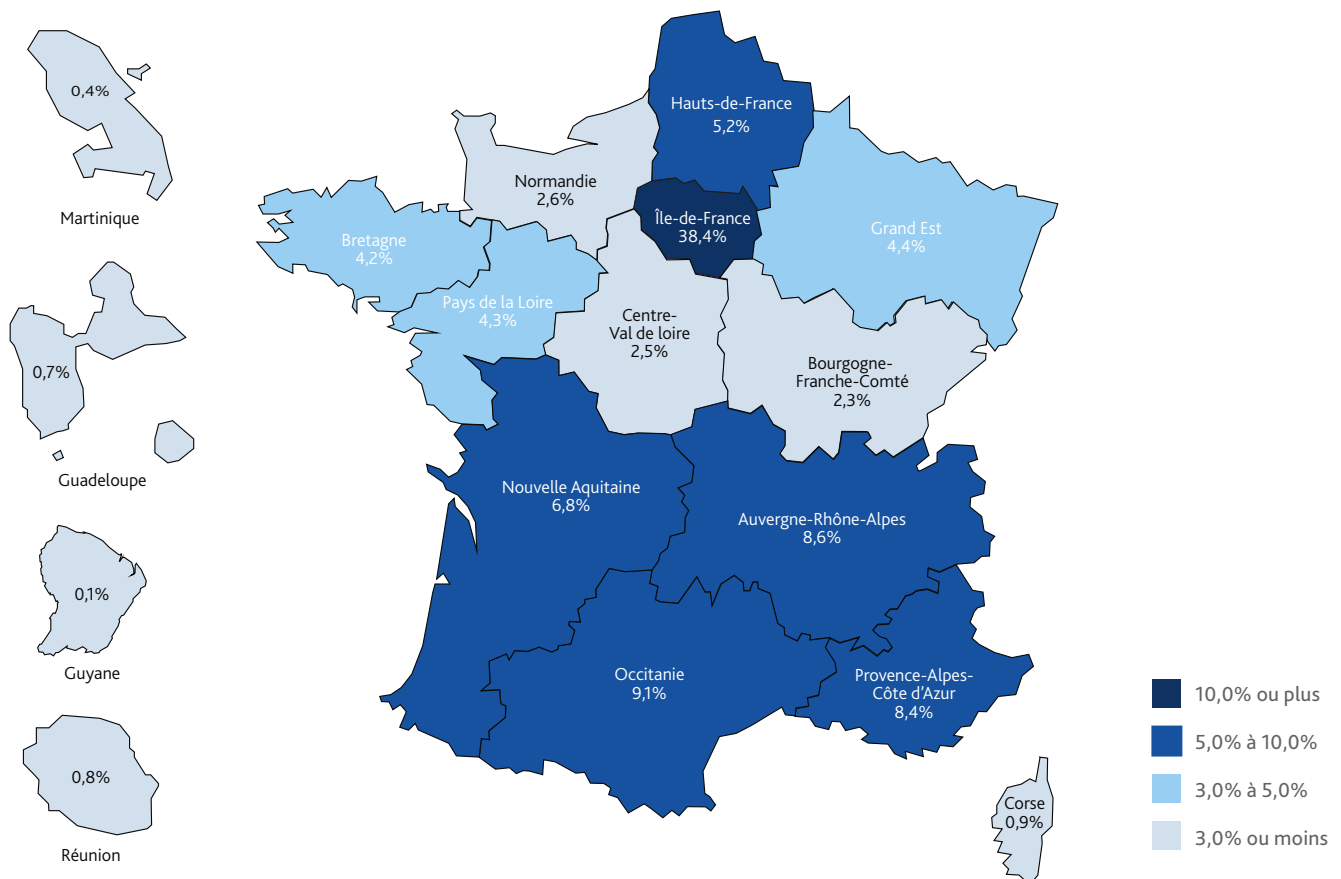 0,4%
Martinique
0,7%
Guadeloupe
0,1%
Guyane
0,8%
Réunion
Hauts-de-France
5,2%
Normandie
2,6%
Île-de-France
38,4%
Grand Est
4,4%
Bretagne
4,2%
Pays de la Loire
4,3%
Centre-
Val de loire
2,5%
Bourgogne-
Franche-Comté
2,3%
Nouvelle Aquitaine
6,8%
Auvergne-Rhône-Alpes
8,6%
Occitanie
9,1%
Provence-Alpes-
Côte d'Azur
8,4%
Corse
0,9%
10,0% ou plus
5,0% à 10,0%
3,0% à 5,0%
3,0% ou moins